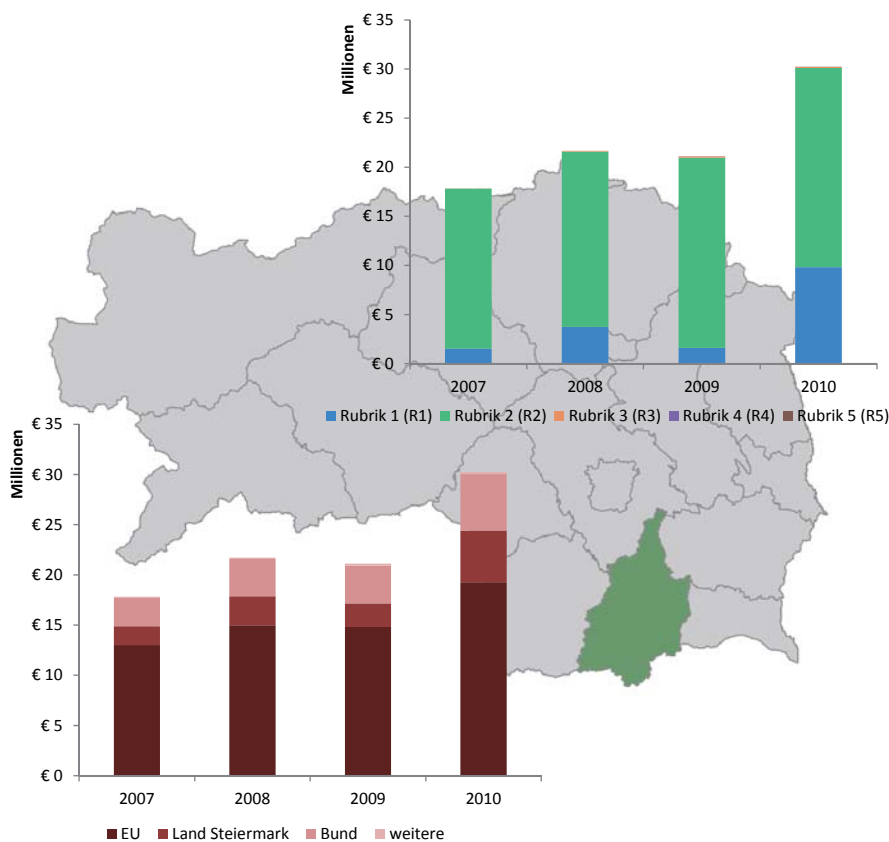 Millionen
€ 35
€ 30
€ 25
€ 20
€ 15
€ 10
€ 5
€ 0
2007 2008 2009 2010
Rubrik 1 (R1) Rubrik 2 (R2) Rubrik 3 (R3) Rubrik 4 (R4) Rubrik 5 (R5)
Millionen
€ 35
€ 30
€ 25
€ 20
€ 15
€ 10
€ 5
€ 0
2007 2008 2009 2010
EU Land Steiermark Bund weitere